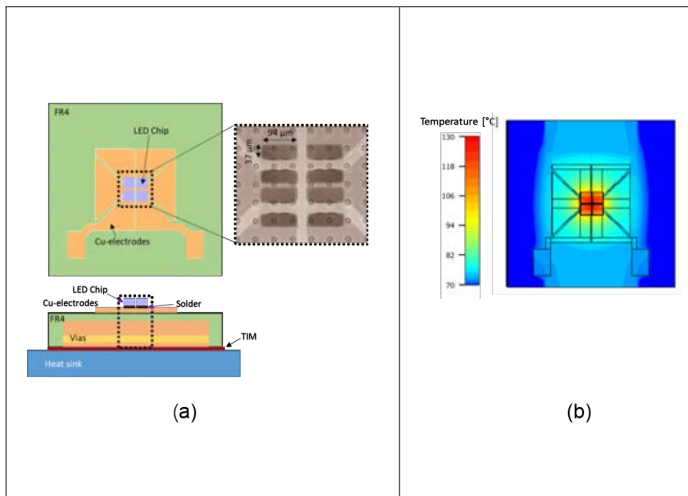 FR4
LED Chip
Cu-electrodes
94 µm
37 µm
LED Chip
Cu-electrodes
Solder
FR4
Vias
TIM
Heat sink
(a)
Temperature [°C]
130
118
106
94
82
70
(b)